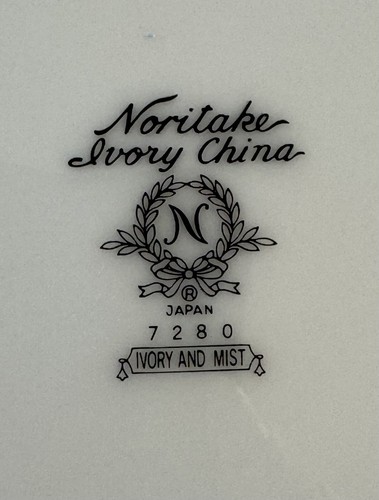 Noritake
Ivory China
N
®
JAPAN
7280
IVORY AND MIST